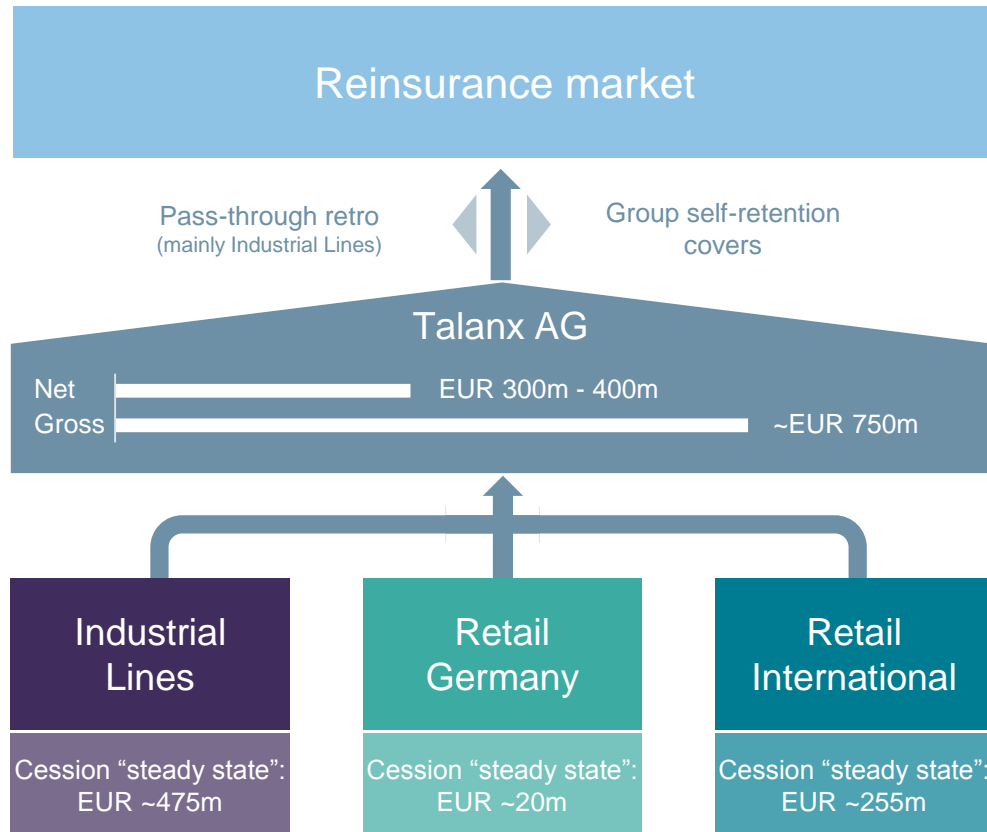 Reinsurance market
Pass-through retro
(mainly Industrial Lines)
Group self-retention
covers
Talanx AG
Net
EUR 300m - 400m
Gross
~EUR 750m
Industrial
Lines
Retail
Germany
Retail
International
Cession “steady state”:
EUR ~475m
Cession “steady state”:
EUR ~20m
Cession “steady state”:
EUR ~255m